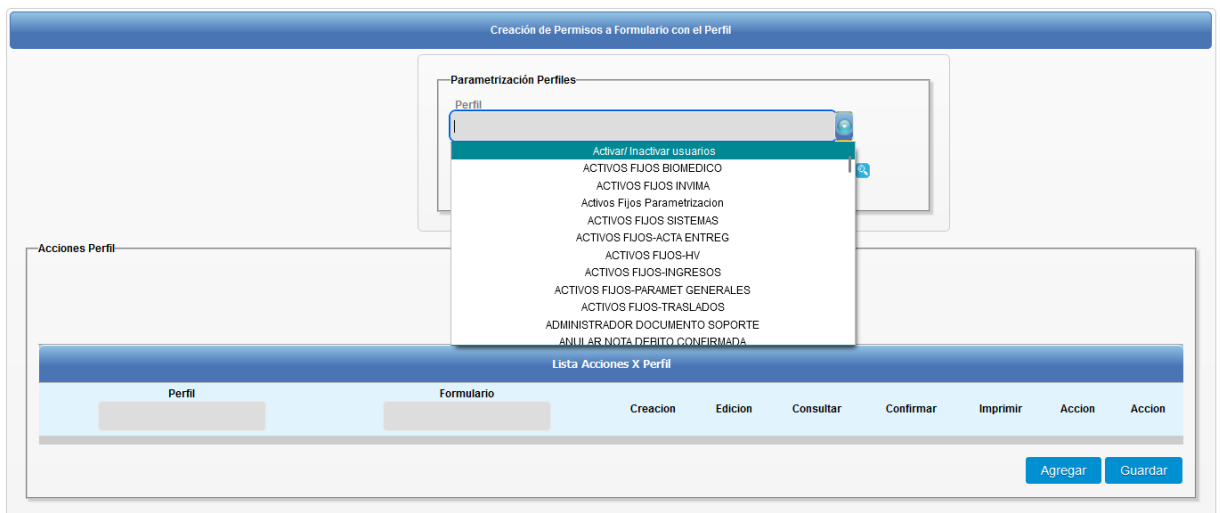 Creación de Permisos a Formulario con el Perfil
Parametrización Perfiles
Perfil
Activar/ Inactivar usuarios
ACTIVOS FIJOS BIOMEDICO
ACTIVOS FIJOS INVIMA
Activos Fijos Parametrizacion
ACTIVOS FIJOS SISTEMAS
ACTIVOS FIJOS-ACTA ENTREG
ACTIVOS FIJOS-HV
ACTIVOS FIJOS-INGRESOS
ACTIVOS FIJOS-PARAMET GENERALES
ACTIVOS FIJOS-TRASLADOS
ADMINISTRADOR DOCUMENTO SOPORTE
ANULAR NOTA DEBITO CONFIRMADA
Acciones Perfil
Lista Acciones X Perfil
Perfil Formulario Creacion Edicion Consultar Confirmar Imprimir Accion Accion
Agregar Guardar